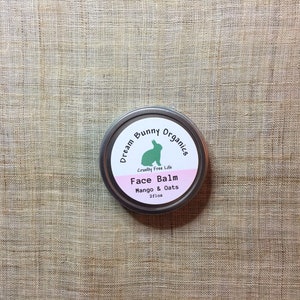 Dream Bunny Organics
Cruelty Free Life
Face Balm
Mango & Oats
2floz